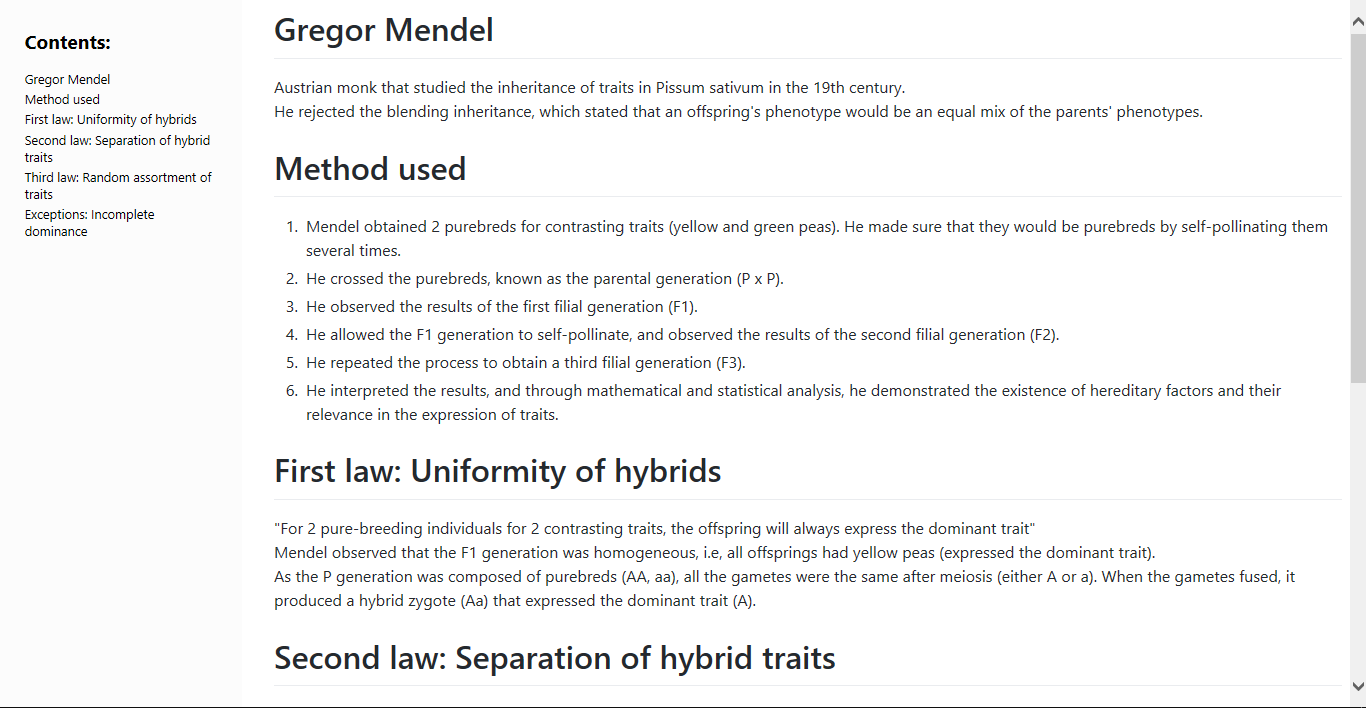 Contents:
Gregor Mendel
Method used
First law: Uniformity of hybrids
Second law: Separation of hybrid
traits
Third law: Random assortment of
traits
Exceptions: Incomplete
dominance
Gregor Mendel
Austrian monk that studied the inheritance of traits in Pissum sativum in the 19th century.
He rejected the blending inheritance, which stated that an offspring's phenotype would be an equal mix of the parents' phenotypes.
Method used
1. Mendel obtained 2 purebreds for contrasting traits (yellow and green peas). He made sure that they would be purebreds by self-pollinating them
several times.
2. He crossed the purebreds, known as the parental generation (P x P).
3. He observed the results of the first filial generation (F1).
4. He allowed the F1 generation to self-pollinate, and observed the results of the second filial generation (F2).
5. He repeated the process to obtain a third filial generation (F3).
6. He interpreted the results, and through mathematical and statistical analysis, he demonstrated the existence of hereditary factors and their
relevance in the expression of traits.
First law: Uniformity of hybrids
"For 2 pure-breeding individuals for 2 contrasting traits, the offspring will always express the dominant trait"
Mendel observed that the F1 generation was homogeneous, i.e, all offsprings had yellow peas (expressed the dominant trait).
As the P generation was composed of purebreds (AA, aa), all the gametes were the same after meiosis (either A or a). When the gametes fused, it
produced a hybrid zygote (Aa) that expressed the dominant trait (A).
Second law: Separation of hybrid traits